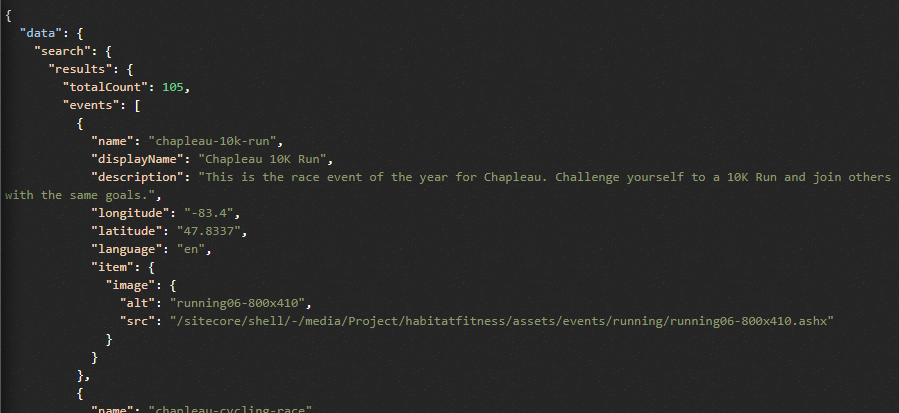 {
  "data": {
    "search": {
      "results": {
        "totalCount": 105,
        "events": [
          {
            "name": "chapleau-10k-run",
            "displayName": "Chapleau 10K Run",
            "description": "This is the race event of the year for Chapleau. Challenge yourself to a 10K Run and join others
with the same goals.",
            "longitude": "-83.4",
            "latitude": "47.8337",
            "language": "en",
            "item": {
              "image": {
                "alt": "running06-800x410",
                "src": "/sitecore/shell/-/media/Project/habitatfitness/assets/events/running/running06-800x410.ashx"
              }
            }
          },
          {
            "name": "chapleau-cycling-race"